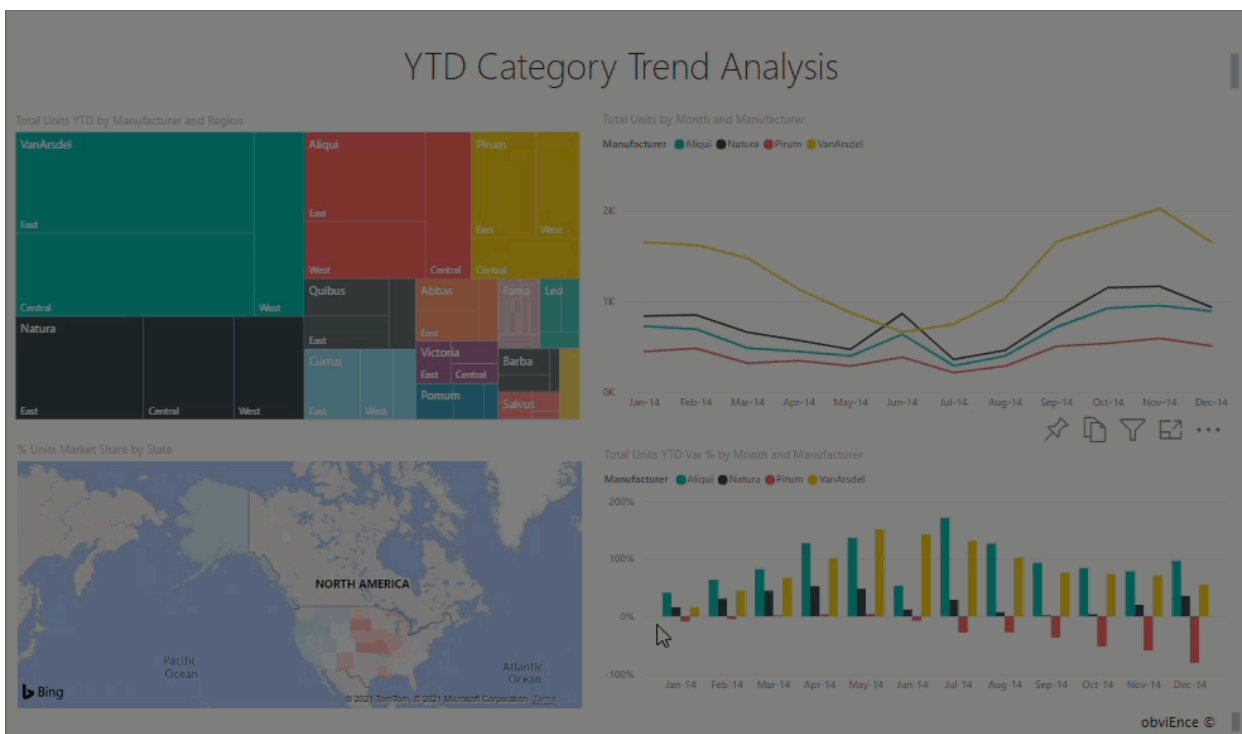 YTD Category Trend Analysis
Total Units YTD by Manufacturer and Region
VanArsdel
East
Central
West
Natura
East
Central
West
Aliqui
East
West
Central
Pirum
East
West
Central
Quibus
East
Currus
East
West
Abbas
East
Victoria
East
Central
Pomum
Fama
Leo
Barba
Salvus
Total Units by Month and Manufacturer
Manufacturer Aliqui Natura Pirum VanArsdel
2K
1K
0K
Jan-14 Feb-14 Mar-14 Apr-14 May-14 Jun-14 Jul-14 Aug-14 Sep-14 Oct-14 Nov-14 Dec-14
% Units Market Share by State
NORTH AMERICA
Pacific
Ocean
Atlantic
Ocean
Bing
© 2021 TomTom, © 2021 Microsoft Corporation Terms
Total Units YTD Var % by Month and Manufacturer
Manufacturer Aliqui Natura Pirum VanArsdel
200%
100%
0%
-100%
Jan-14 Feb-14 Mar-14 Apr-14 May-14 Jun-14 Jul-14 Aug-14 Sep-14 Oct-14 Nov-14 Dec-14
obviEnce ©